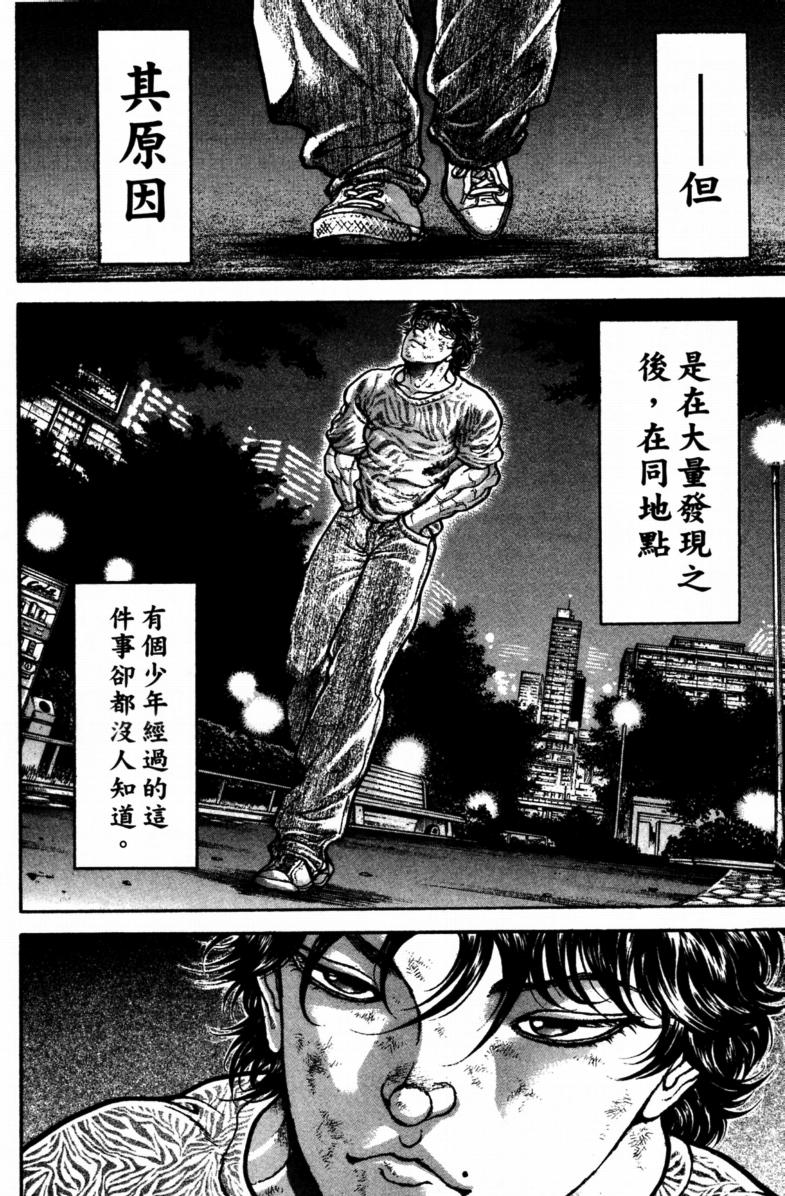 ——但
其原因
是在大量發現之
後，在同地點
有個少年經過的這
件事卻都沒人知道。